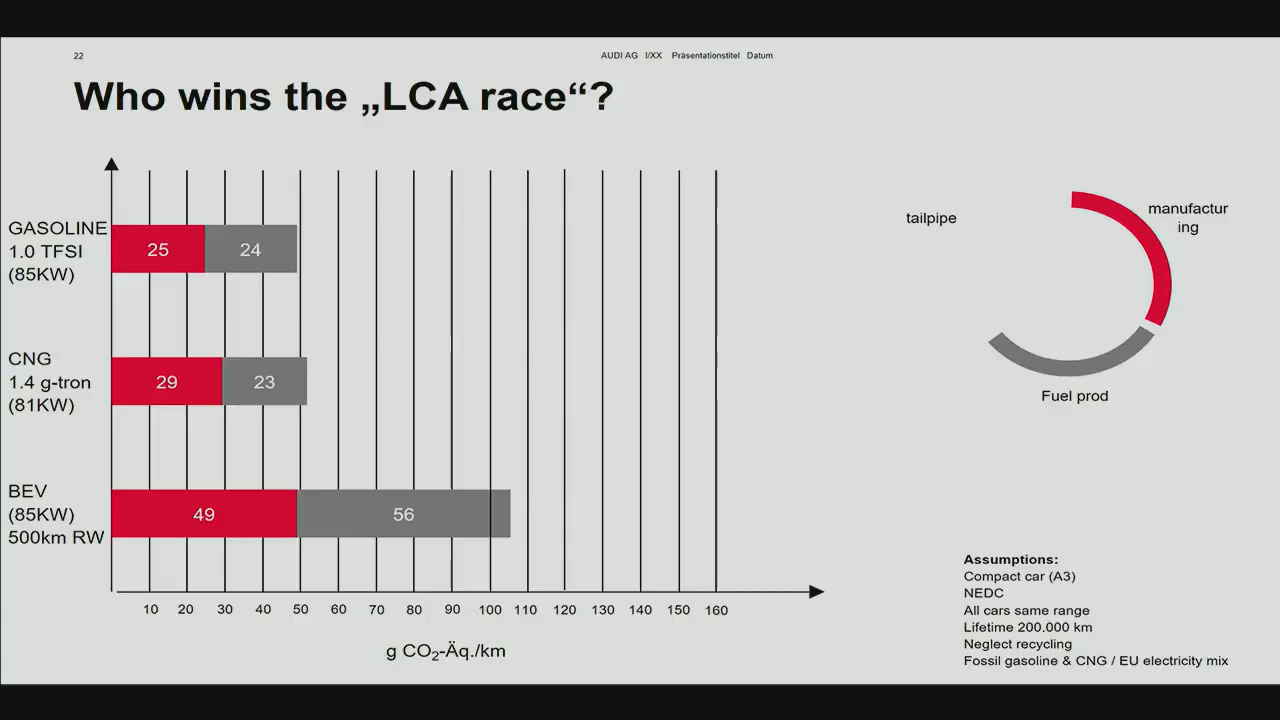 22
AUDI AG I/XX Präsentationstitel Datum
Who wins the „LCA race“?
GASOLINE
1.0 TFSI
(85KW)
25 24
CNG
1.4 g-tron
(81KW)
29 23
BEV
(85KW)
500km RW
49 56
10 20 30 40 50 60 70 80 90 100 110 120 130 140 150 160
g CO₂-Äq./km
tailpipe
manufactur
ing
Fuel prod
Assumptions:
Compact car (A3)
NEDC
All cars same range
Lifetime 200.000 km
Neglect recycling
Fossil gasoline & CNG / EU electricity mix